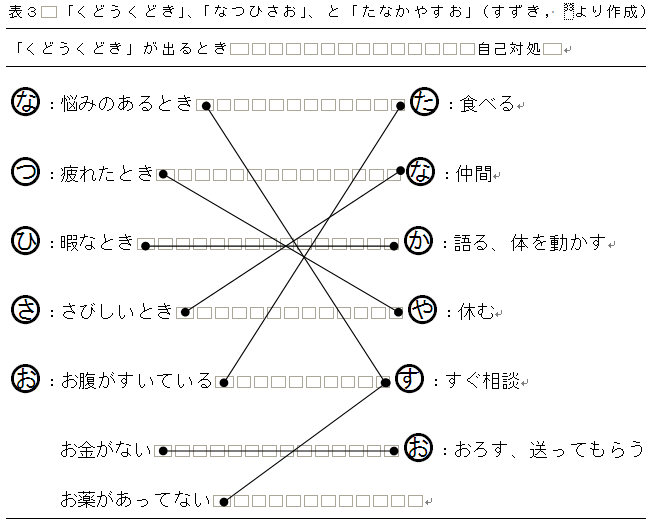 表3 「くどうくどき」、「なつひさお」、と「たなかやすお」(すずき, より作成)
「くどうくどき」が出るとき 自己対処
な:悩みのあるとき た:食べる
つ:疲れたとき な:仲間
ひ:暇なとき か:語る、体を動かす
さ:さびしいとき や:休む
お:お腹がすいている す:すぐ相談
お金がない お:おろす、送ってもらう
お薬があってない